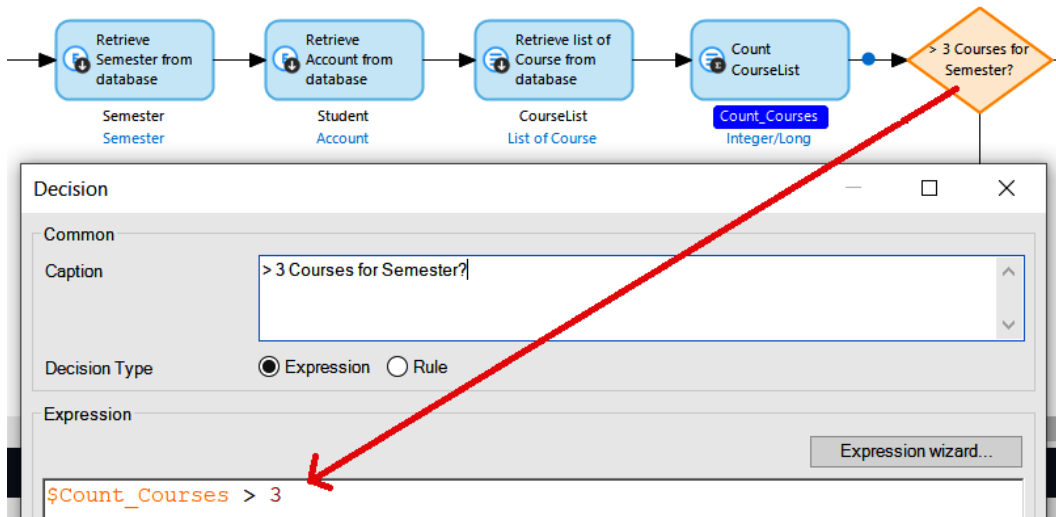 Retrieve
Semester from
database
Semester
Semester
Retrieve
Account from
database
Student
Account
Retrieve list of
Course from
database
CourseList
List of Course
Count
CourseList
Count_Courses
Integer/Long
> 3 Courses for
Semester?
Decision
Common
Caption
> 3 Courses for Semester?
Decision Type
Expression
Rule
Expression
Expression wizard...
$Count_Courses > 3